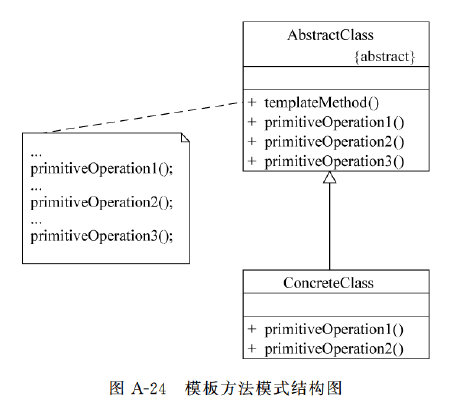 AbstractClass
{abstract}
+ templateMethod()
+ primitiveOperation1()
+ primitiveOperation2()
+ primitiveOperation3()
...
primitiveOperation1();
...
primitiveOperation2();
...
primitiveOperation3();
ConcreteClass
+ primitiveOperation1()
+ primitiveOperation2()
图 A-24 模板方法模式结构图